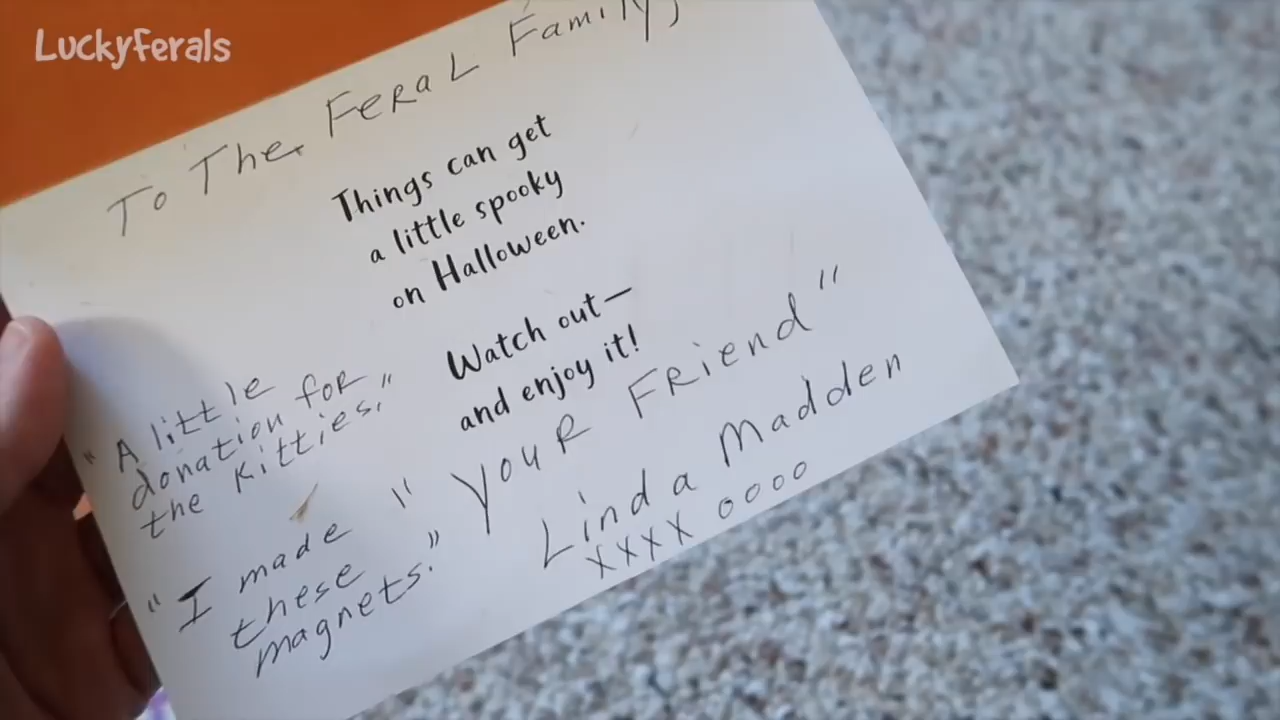 LuckyFerals
To The Feral Family,
Things can get
a little spooky
on Halloween.
Watch out—
and enjoy it!
"A little
donation for
the Kitties."
"I made
these
magnets."
"Your Friend"
Linda Madden
xxxx oooo